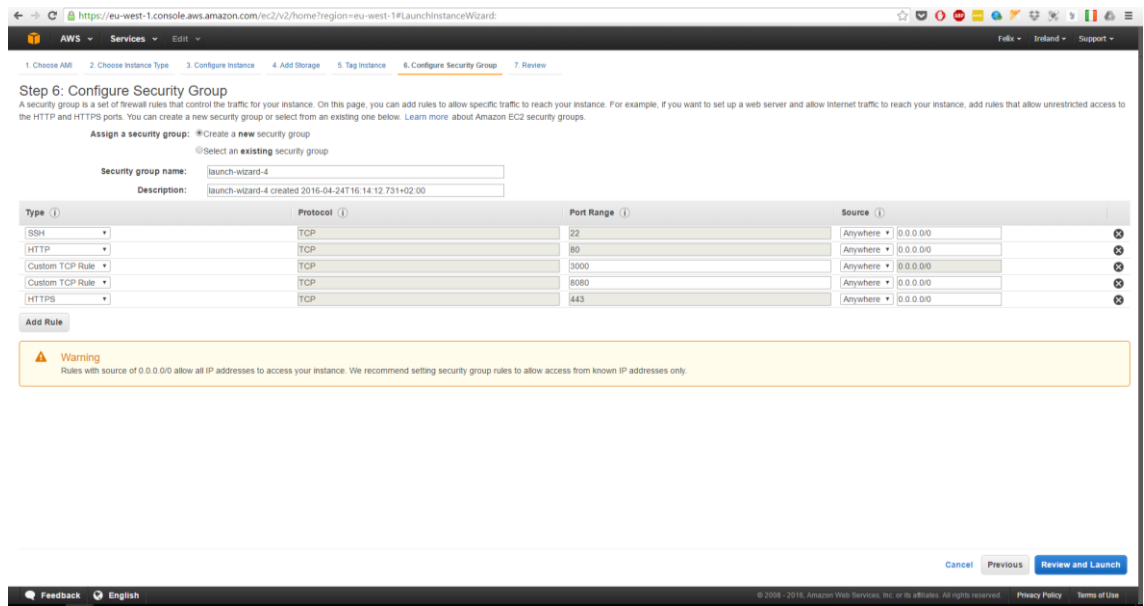 https://eu-west-1.console.aws.amazon.com/ec2/v2/home?region=eu-west-1#LaunchInstanceWizard:
AWS Services Edit Felix Ireland Support
1. Choose AMI 2. Choose Instance Type 3. Configure Instance 4. Add Storage 5. Tag Instance 6. Configure Security Group 7. Review
Step 6: Configure Security Group
A security group is a set of firewall rules that control the traffic for your instance. On this page, you can add rules to allow specific traffic to reach your instance. For example, if you want to set up a web server and allow Internet traffic to reach your instance, add rules that allow unrestricted access to
the HTTP and HTTPS ports. You can create a new security group or select from an existing one below. Learn more about Amazon EC2 security groups.
Assign a security group: Create a new security group
Select an existing security group
Security group name: launch-wizard-4
Description: launch-wizard-4 created 2016-04-24T16:14:12.731+02:00
Type Protocol Port Range Source
SSH TCP 22 Anywhere 0.0.0.0/0
HTTP TCP 80 Anywhere 0.0.0.0/0
Custom TCP Rule TCP 3000 Anywhere 0.0.0.0/0
Custom TCP Rule TCP 8080 Anywhere 0.0.0.0/0
HTTPS TCP 443 Anywhere 0.0.0.0/0
Add Rule
Warning
Rules with source of 0.0.0.0/0 allow all IP addresses to access your instance. We recommend setting security group rules to allow access from known IP addresses only.
Cancel Previous Review and Launch
Feedback English © 2008 - 2016, Amazon Web Services, Inc. or its affiliates. All rights reserved. Privacy Policy Terms of Use